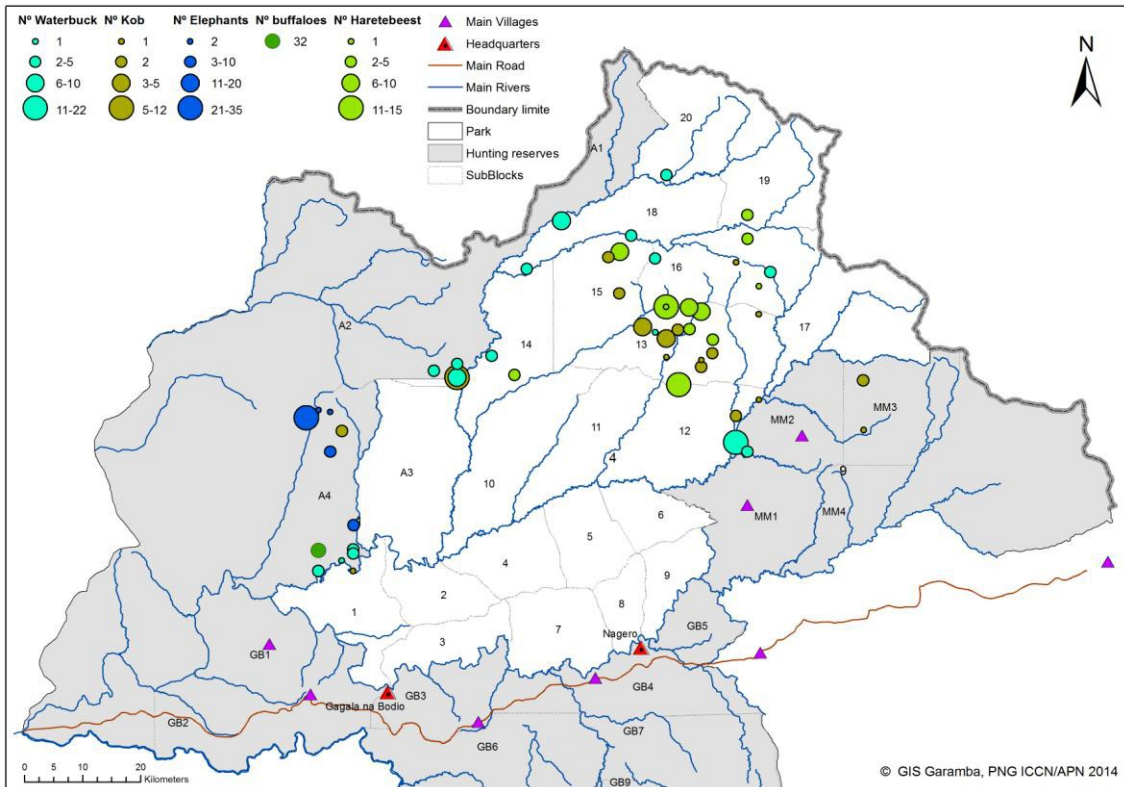 Nº Waterbuck Nº Kob Nº Elephants Nº buffaloes Nº Haretebeest
1 1 2 32 1
2-5 2 3-10 2-5
6-10 3-5 11-20 6-10
11-22 5-12 21-35 11-15
Main Villages
Headquarters
Main Road
Main Rivers
Boundary limite
Park
Hunting reserves
SubBlocks
N
20
A1
19
18
16
15
17
A2
14
13
MM3
MM2
11
12
4
A3
9
10
A4
MM1
MM4
6
5
4
9
2
8
1
7
3
Nagero
GB5
GB1
GB4
Gagala na Bodio
GB3
GB2
GB7
GB6
GB9
0 5 10 20
Kilometers
© GIS Garamba, PNG ICCN/APN 2014